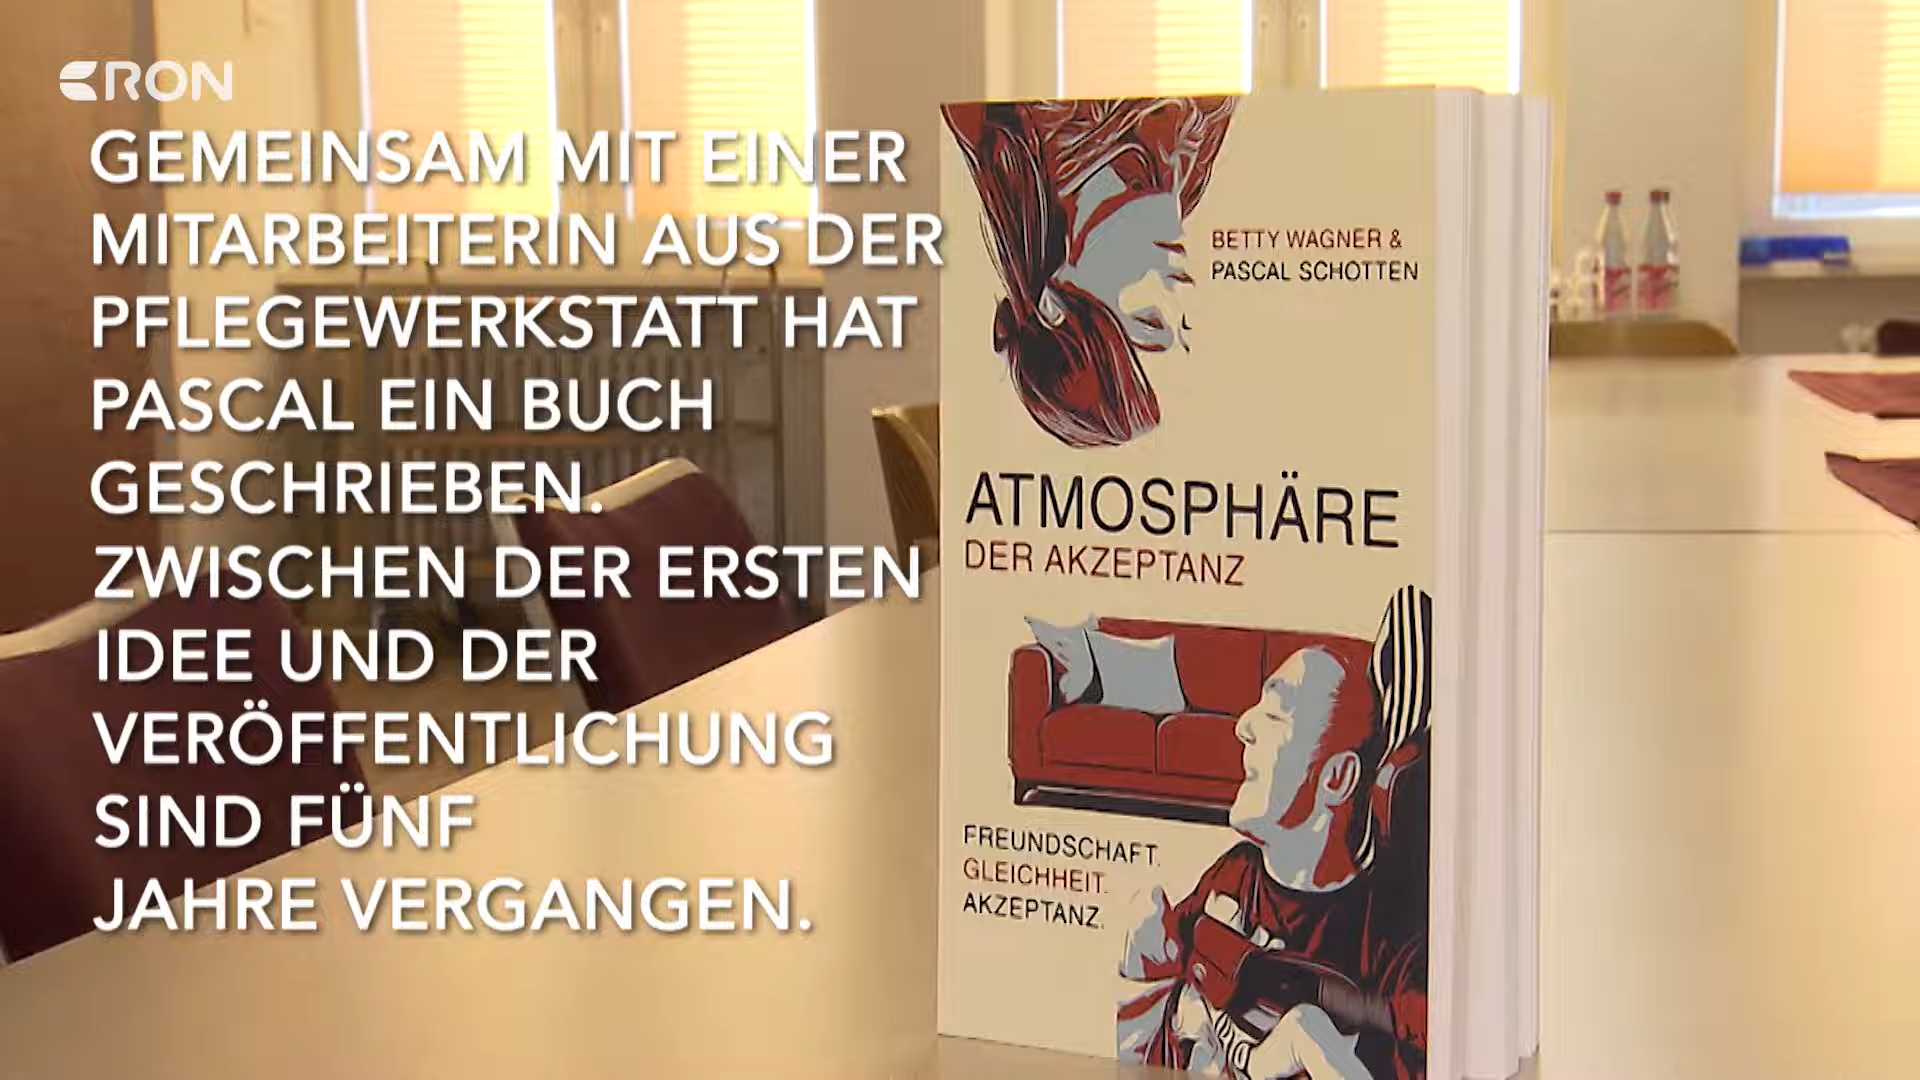 RON
GEMEINSAM MIT EINER
MITARBEITERIN AUS DER
PFLEGEWERKSTATT HAT
PASCAL EIN BUCH
GESCHRIEBEN.
ZWISCHEN DER ERSTEN
IDEE UND DER
VERÖFFENTLICHUNG
SIND FÜNF
JAHRE VERGANGEN.
BETTY WAGNER &
PASCAL SCHOTTEN
ATMOSPHÄRE
DER AKZEPTANZ
FREUNDSCHAFT.
GLEICHHEIT.
AKZEPTANZ.